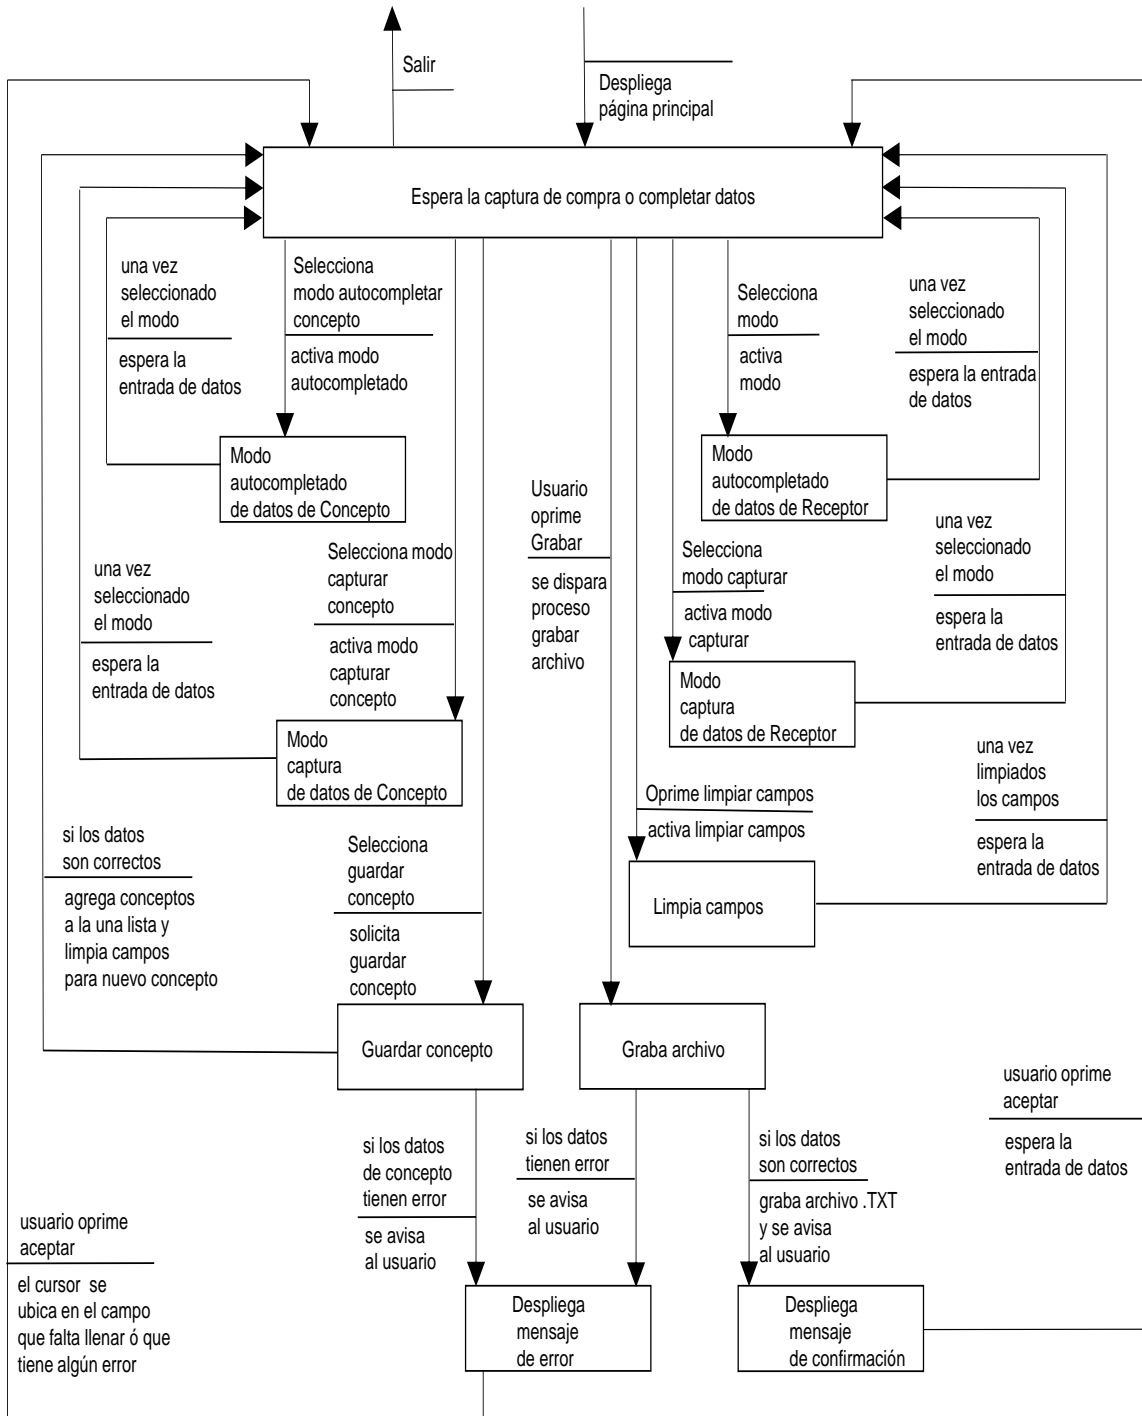 Salir
Despliega
página principal
Espera la captura de compra o completar datos
una vez
seleccionado
el modo
espera la
entrada de datos
Selecciona
modo autocompletar
concepto
activa modo
autocompletado
Selecciona
modo
activa
modo
una vez
seleccionado
el modo
espera la entrada
de datos
Modo
autocompletado
de datos de Concepto
Modo
autocompletado
de datos de Receptor
Usuario
oprime
Grabar
se dispara
proceso
grabar
archivo
una vez
seleccionado
el modo
espera la
entrada de datos
Selecciona modo
capturar
concepto
activa modo
capturar
concepto
Selecciona
modo capturar
activa modo
capturar
una vez
seleccionado
el modo
espera la
entrada de datos
Modo
captura
de datos de Concepto
Modo
captura
de datos de Receptor
una vez
limpiados
los campos
espera la
entrada de datos
Oprime limpiar campos
activa limpiar campos
si los datos
son correctos
agrega conceptos
a la una lista y
limpia campos
para nuevo concepto
Selecciona
guardar
concepto
solicita
guardar
concepto
Limpia campos
Guardar concepto
Graba archivo
usuario oprime
aceptar
espera la
entrada de datos
si los datos
de concepto
tienen error
se avisa
al usuario
si los datos
tienen error
se avisa
al usuario
si los datos
son correctos
graba archivo .TXT
y se avisa
al usuario
usuario oprime
aceptar
el cursor se
ubica en el campo
que falta llenar ó que
tiene algún error
Despliega
mensaje
de error
Despliega
mensaje
de confirmación